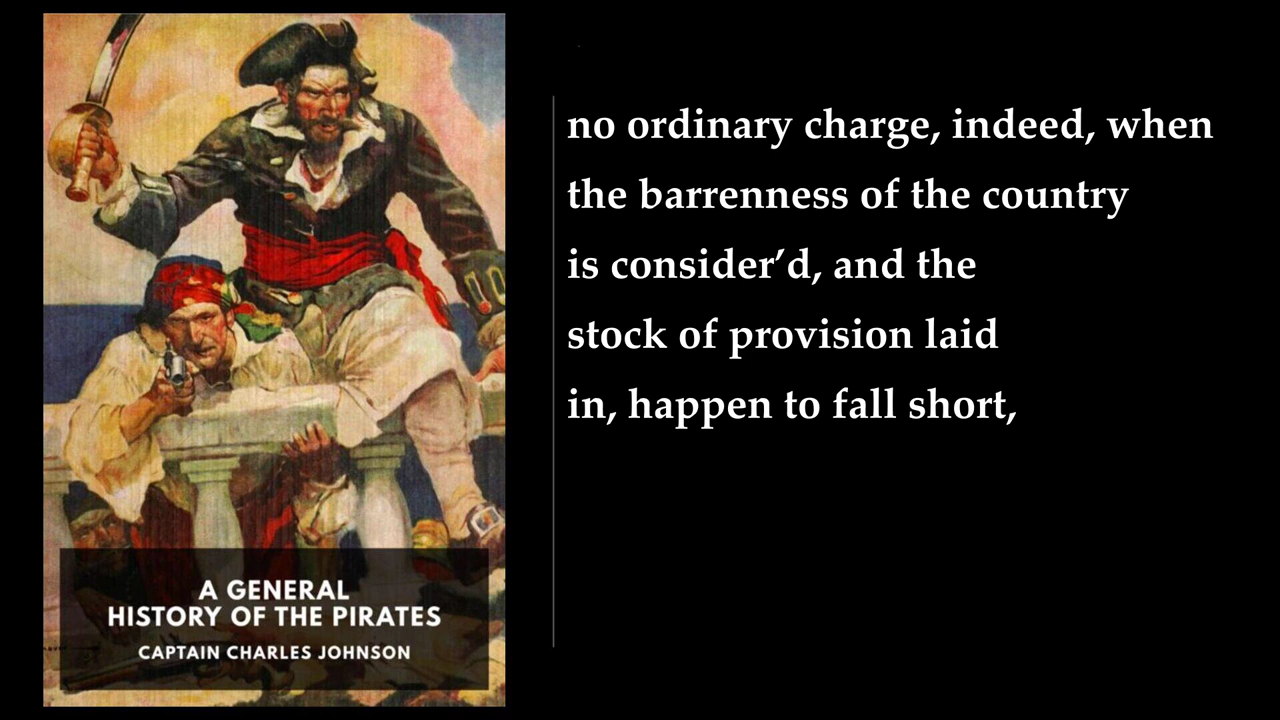 no ordinary charge, indeed, when
the barrenness of the country
is consider’d, and the
stock of provision laid
in, happen to fall short,
A GENERAL
HISTORY OF THE PIRATES
CAPTAIN CHARLES JOHNSON